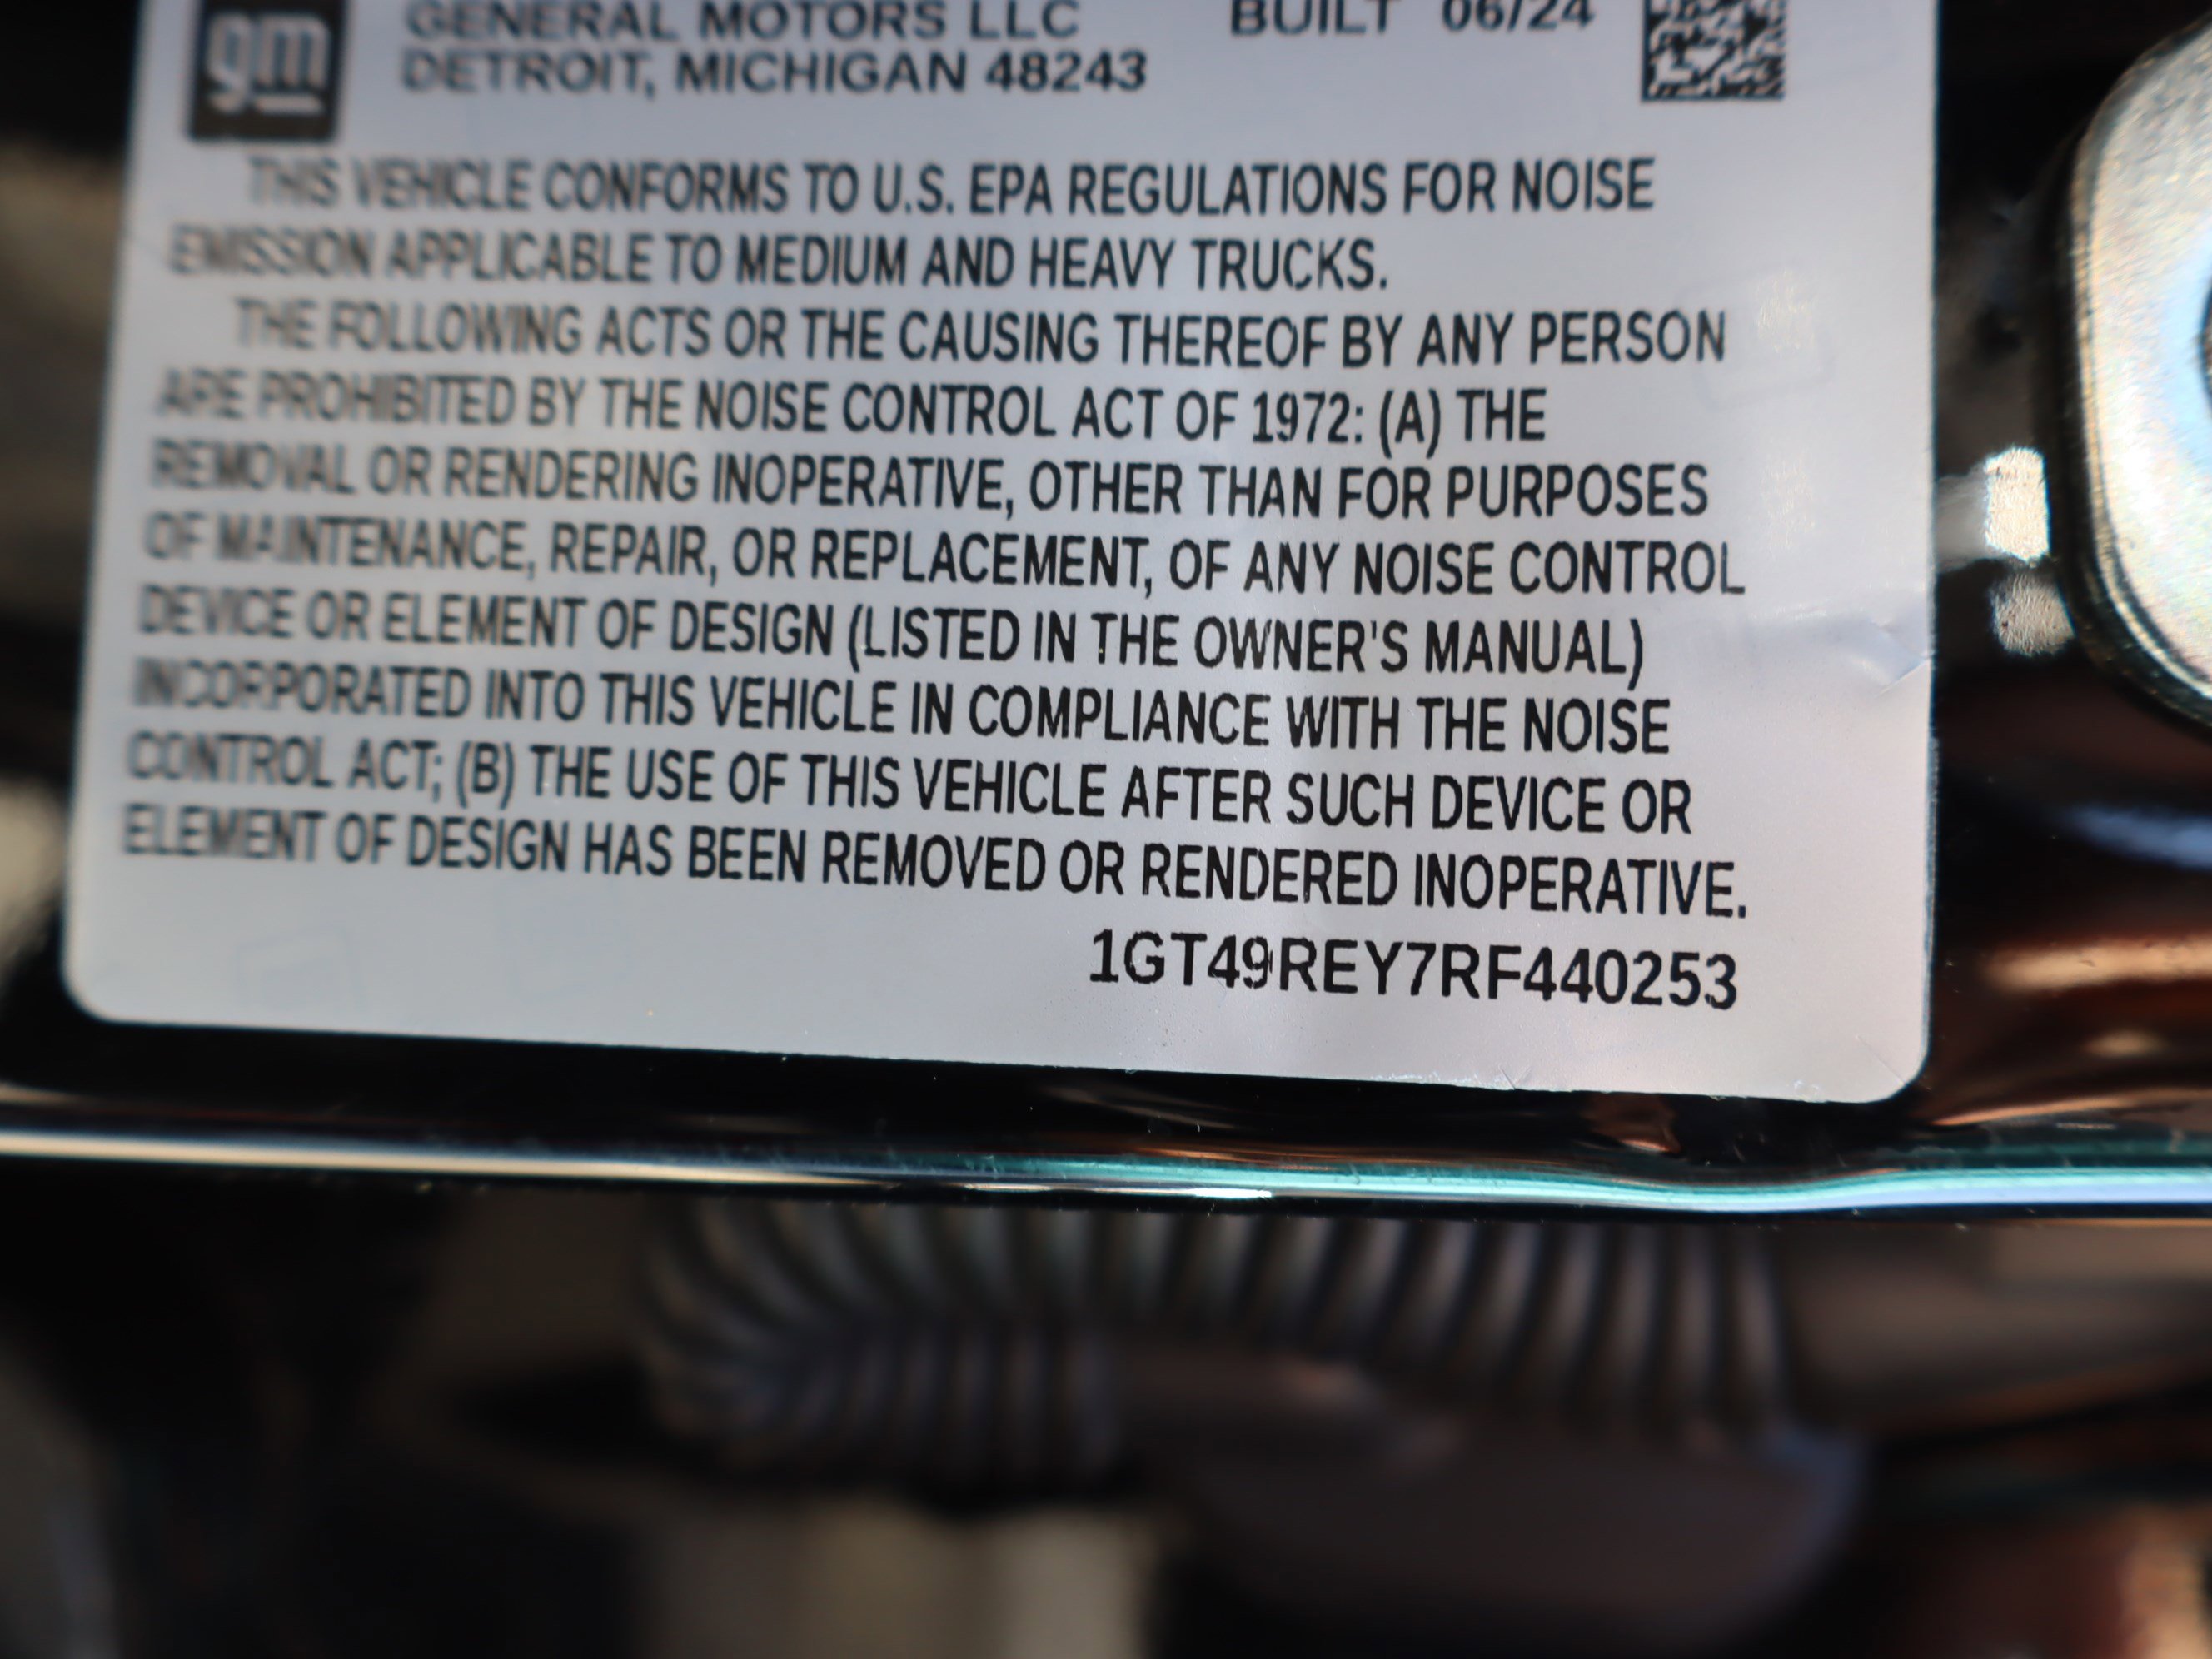 gm
GENERAL MOTORS LLC BUILT 06/24
DETROIT, MICHIGAN 48243
THIS VEHICLE CONFORMS TO U.S. EPA REGULATIONS FOR NOISE
EMISSION APPLICABLE TO MEDIUM AND HEAVY TRUCKS.
THE FOLLOWING ACTS OR THE CAUSING THEREOF BY ANY PERSON
ARE PROHIBITED BY THE NOISE CONTROL ACT OF 1972: (A) THE
REMOVAL OR RENDERING INOPERATIVE, OTHER THAN FOR PURPOSES
OF MAINTENANCE, REPAIR, OR REPLACEMENT, OF ANY NOISE CONTROL
DEVICE OR ELEMENT OF DESIGN (LISTED IN THE OWNER'S MANUAL)
INCORPORATED INTO THIS VEHICLE IN COMPLIANCE WITH THE NOISE
CONTROL ACT; (B) THE USE OF THIS VEHICLE AFTER SUCH DEVICE OR
ELEMENT OF DESIGN HAS BEEN REMOVED OR RENDERED INOPERATIVE.
1GT49REY7RF440253